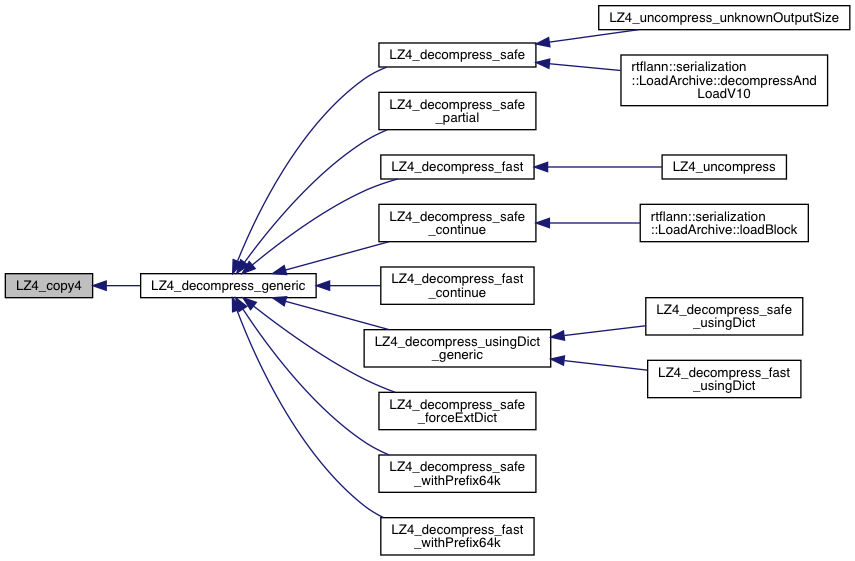 LZ4_uncompress_unknownOutputSize
LZ4_decompress_safe
rtflann::serialization
::LoadArchive::decompressAnd
LoadV10
LZ4_decompress_safe
_partial
LZ4_decompress_fast
LZ4_uncompress
LZ4_decompress_safe
_continue
rtflann::serialization
::LoadArchive::loadBlock
LZ4_copy4
LZ4_decompress_generic
LZ4_decompress_fast
_continue
LZ4_decompress_usingDict
_generic
LZ4_decompress_safe
_usingDict
LZ4_decompress_fast
_usingDict
LZ4_decompress_safe
_forceExtDict
LZ4_decompress_safe
_withPrefix64k
LZ4_decompress_fast
_withPrefix64k